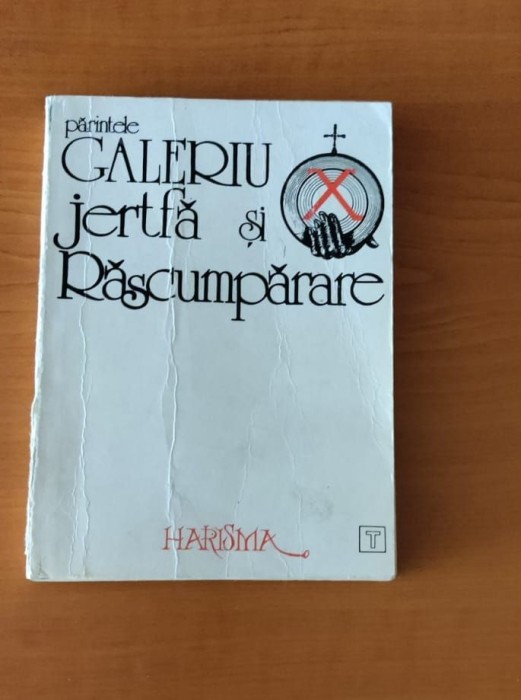 părintele
GALERIU
jertfă și
Răscumpărare
HARISMA
T